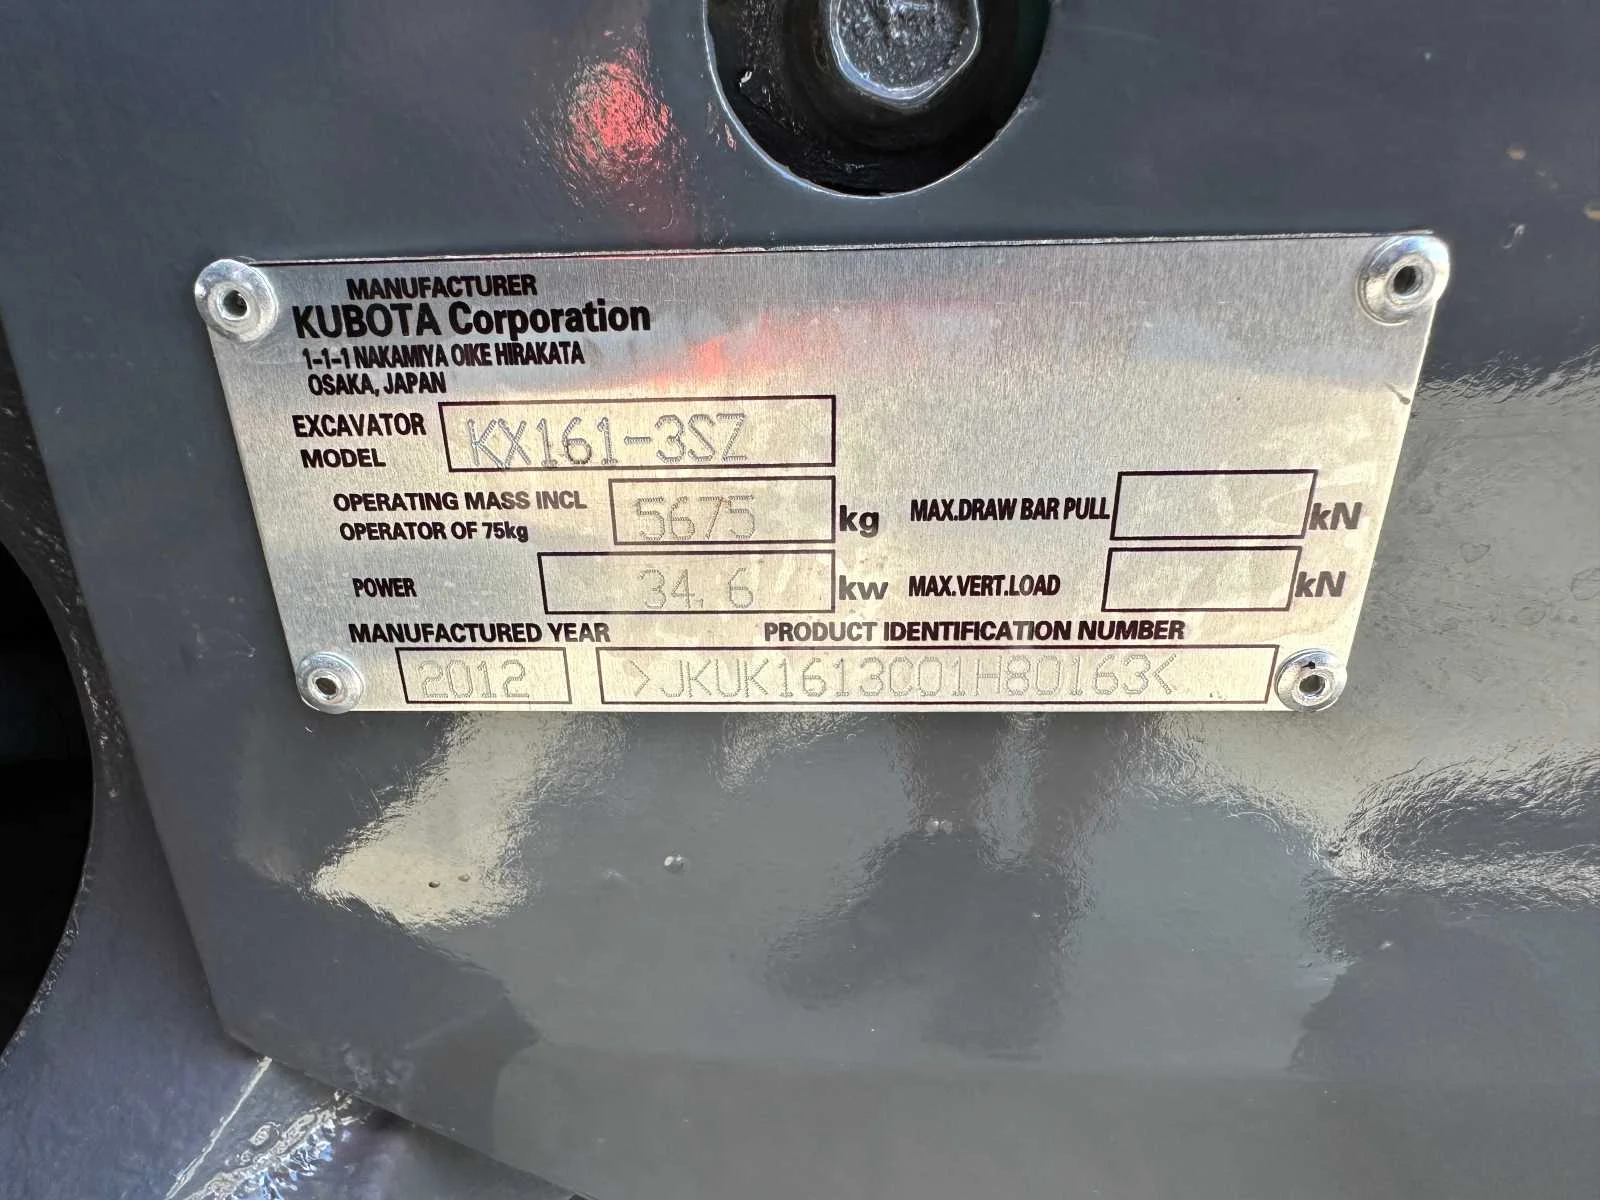 MANUFACTURER
KUBOTA Corporation
1-1-1 NAKAMIYA OIKE HIRAKATA
OSAKA, JAPAN
EXCAVATOR MODEL KX161-3SZ
OPERATING MASS INCL OPERATOR OF 75kg 5675 kg
MAX.DRAW BAR PULL kN
POWER 34.6 kw
MAX.VERT.LOAD kN
MANUFACTURED YEAR PRODUCT IDENTIFICATION NUMBER
2012 >JKUK1613C01H80163<